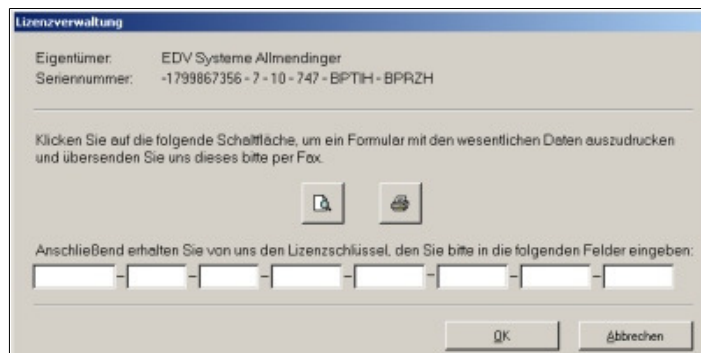 Lizenzverwaltung
Eigentümer: EDV Systeme Allmendinger
Seriennummer: -1799867356 - 7 - 10 - 747 - BPTIH - BPRZH
Klicken Sie auf die folgende Schaltfläche, um ein Formular mit den wesentlichen Daten auszudrucken
und übersenden Sie uns dieses bitte per Fax.
Anschließend erhalten Sie von uns den Lizenzschlüssel, den Sie bitte in die folgenden Felder eingeben:
- - - - - - -
OK Abbrechen